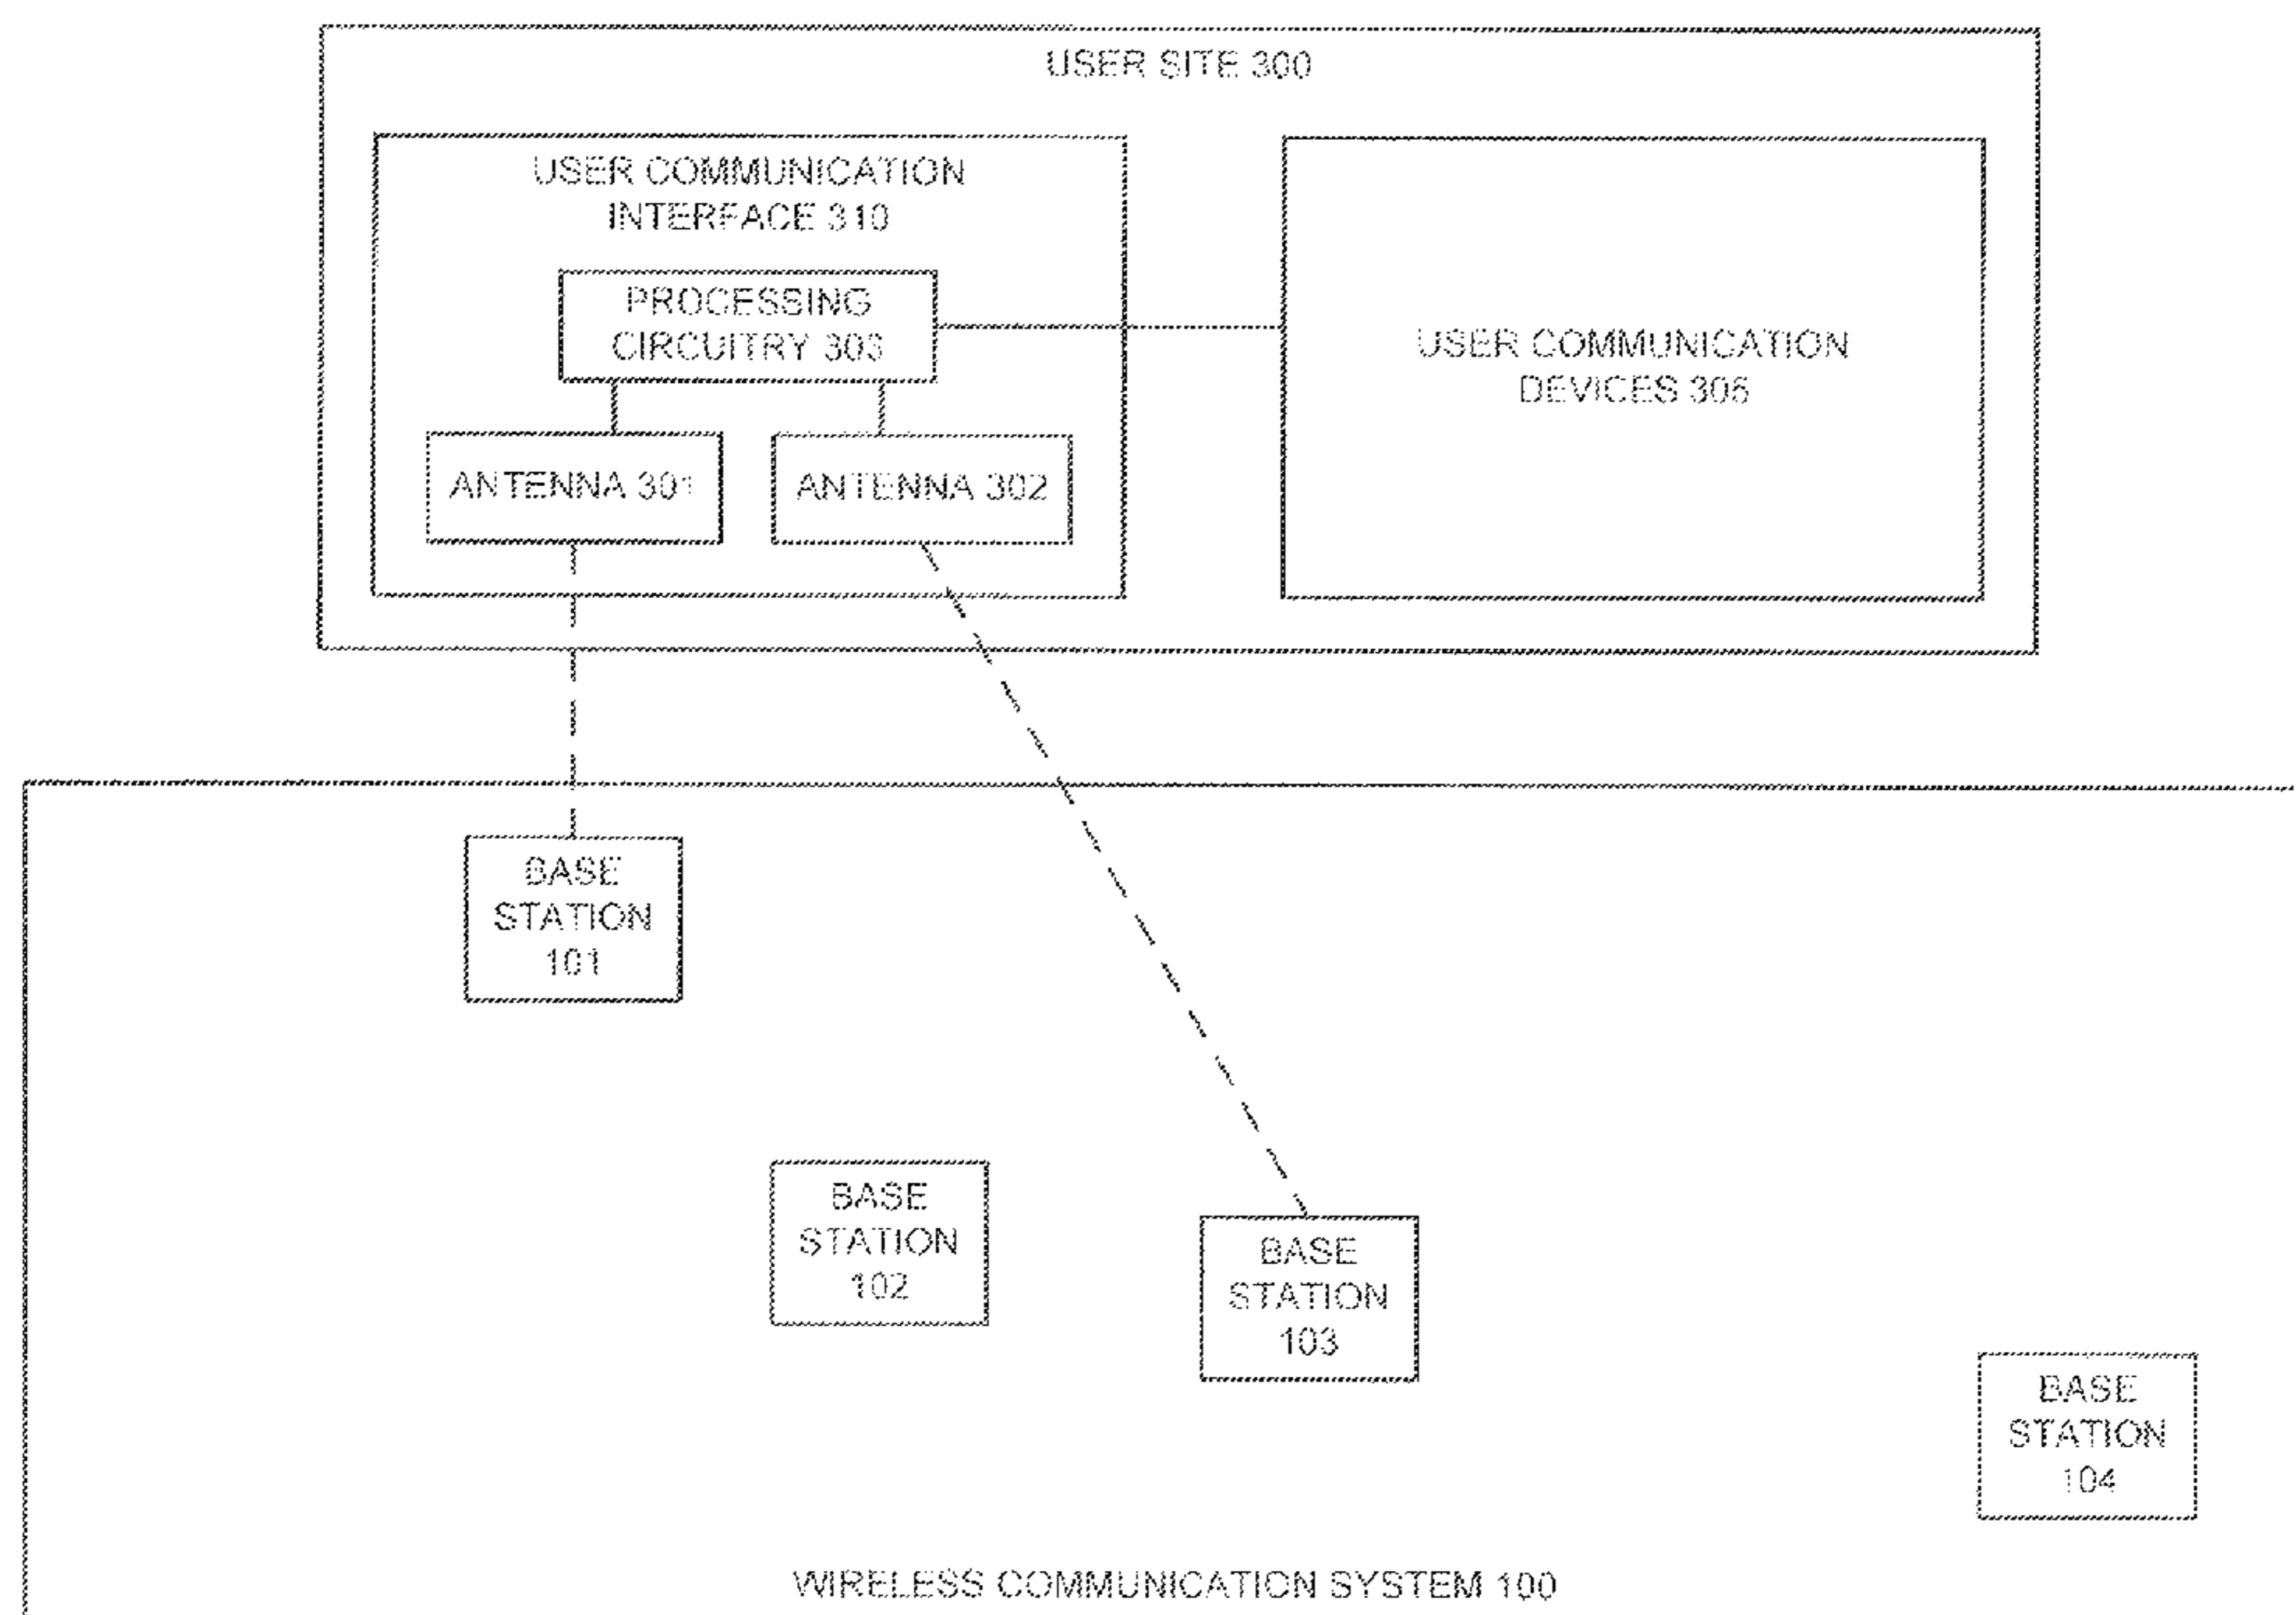 USER SITE 300
USER COMMUNICATION
INTERFACE 310
PROCESSING
CIRCUITRY 303
USER COMMUNICATION
DEVICES 305
ANTENNA 301
ANTENNA 302
BASE
STATION
101
BASE
STATION
102
BASE
STATION
103
BASE
STATION
104
WIRELESS COMMUNICATION SYSTEM 100